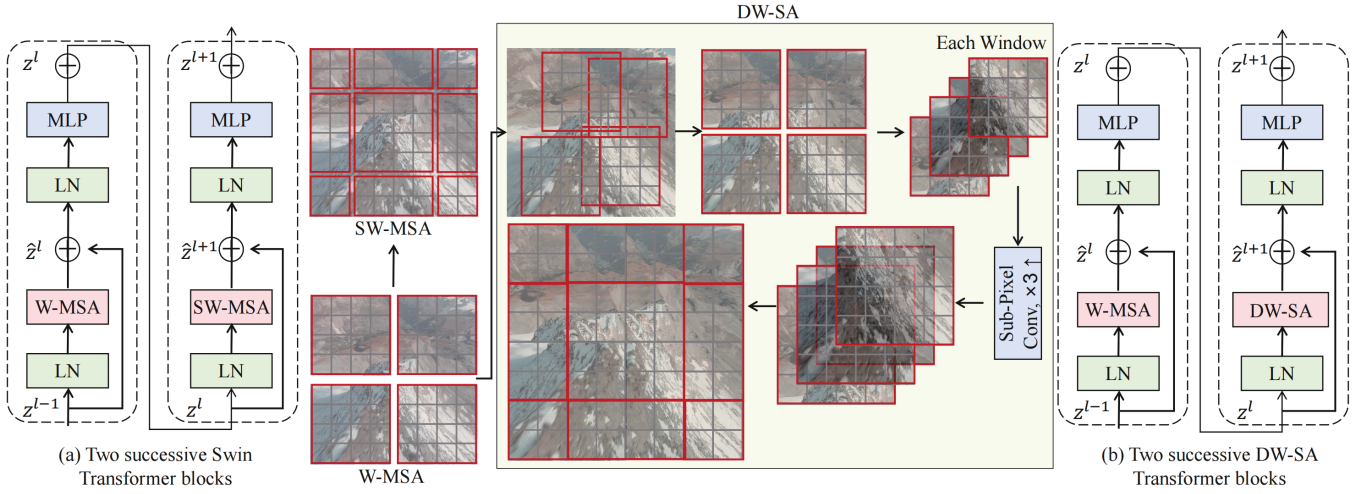 DW-SA
z^l
MLP
LN
ẑ^l
W-MSA
LN
z^{l-1}
z^{l+1}
MLP
LN
ẑ^{l+1}
SW-MSA
LN
z^l
(a) Two successive Swin
Transformer blocks
SW-MSA
W-MSA
Each Window
Sub-Pixel
Conv, ×3 ↑
z^l
MLP
LN
ẑ^l
W-MSA
LN
z^{l-1}
z^{l+1}
MLP
LN
ẑ^{l+1}
DW-SA
LN
z^l
(b) Two successive DW-SA
Transformer blocks